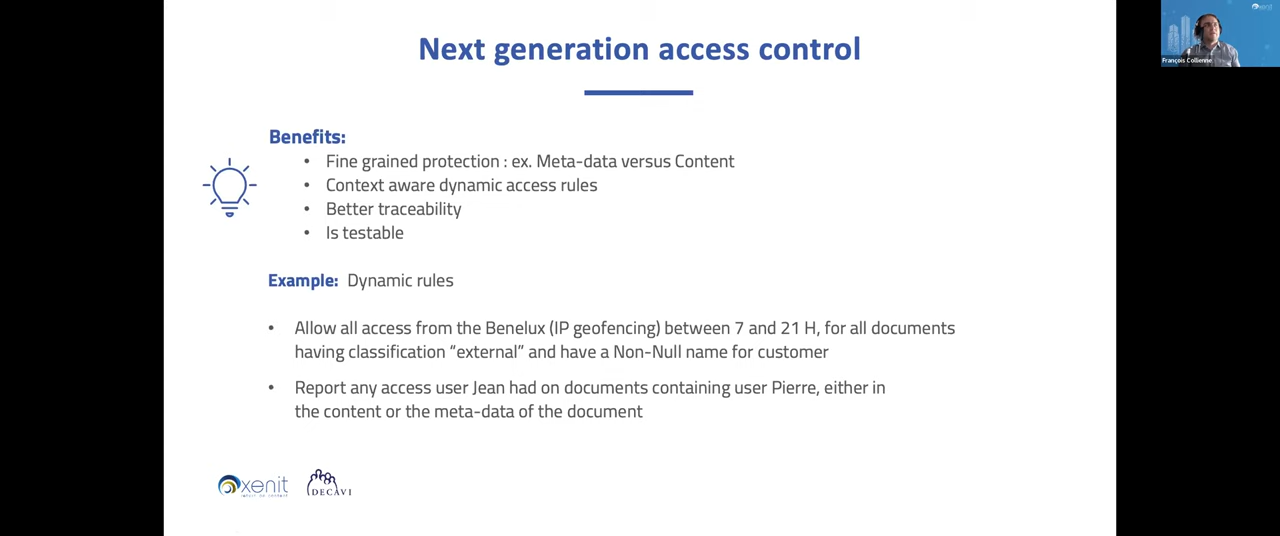 Next generation access control
xenit
François Collienne
Benefits:
• Fine grained protection : ex. Meta-data versus Content
• Context aware dynamic access rules
• Better traceability
• Is testable
Example: Dynamic rules
• Allow all access from the Benelux (IP geofencing) between 7 and 21 H, for all documents
having classification “external” and have a Non-Null name for customer
• Report any access user Jean had on documents containing user Pierre, either in
the content or the meta-data of the document
xenit
DECAVI